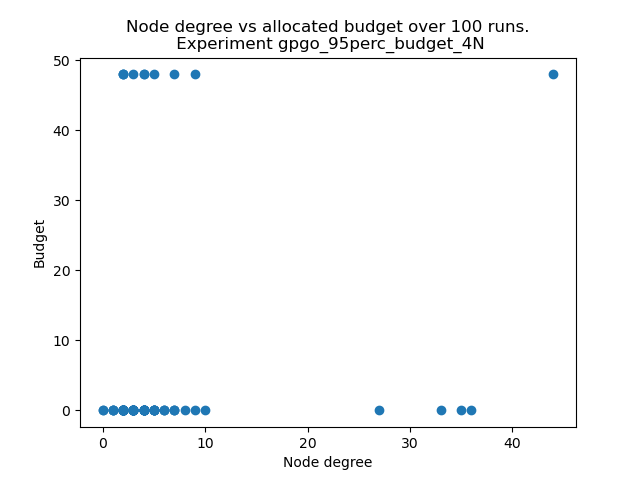 Node degree vs allocated budget over 100 runs.
Experiment gpgo_95perc_budget_4N
50
40
30
20
10
0
Budget
0 10 20 30 40
Node degree